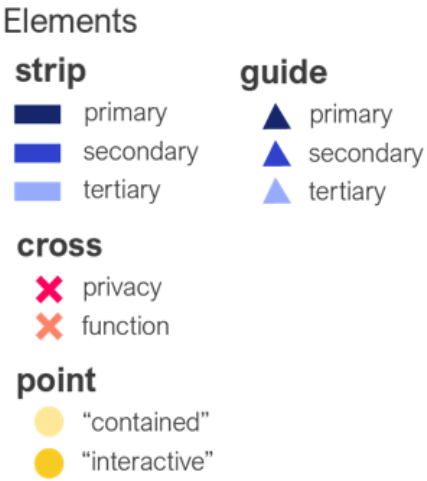 Elements
strip
primary
secondary
tertiary
guide
primary
secondary
tertiary
cross
privacy
function
point
“contained”
“interactive”